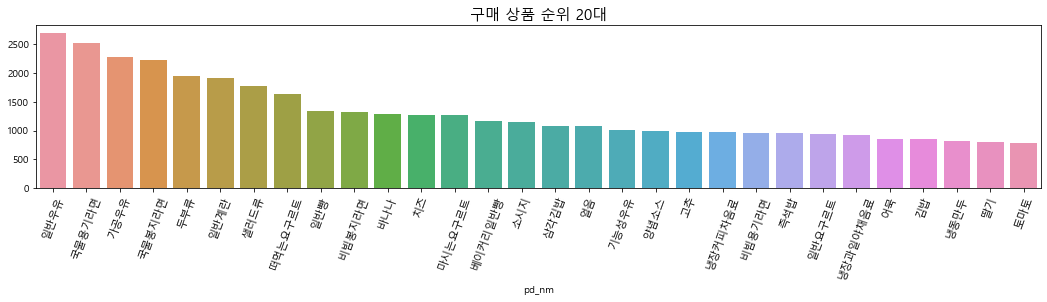 구매 상품 순위 20대
2500
2000
1500
1000
500
0
일반우유
국물용기라면
가공우유
국물봉지라면
두부류
일반계란
샐러드류
떠먹는요구르트
일반빵
비빔봉지라면
바나나
치즈
마시는요구르트
베이커리일반빵
소시지
삼각김밥
얼음
기능성우유
양념소스
고추
냉장커피차음료
비빔용기라면
즉석밥
일반요구르트
냉장과일야채음료
어묵
김밥
냉동만두
딸기
토마토
pd_nm